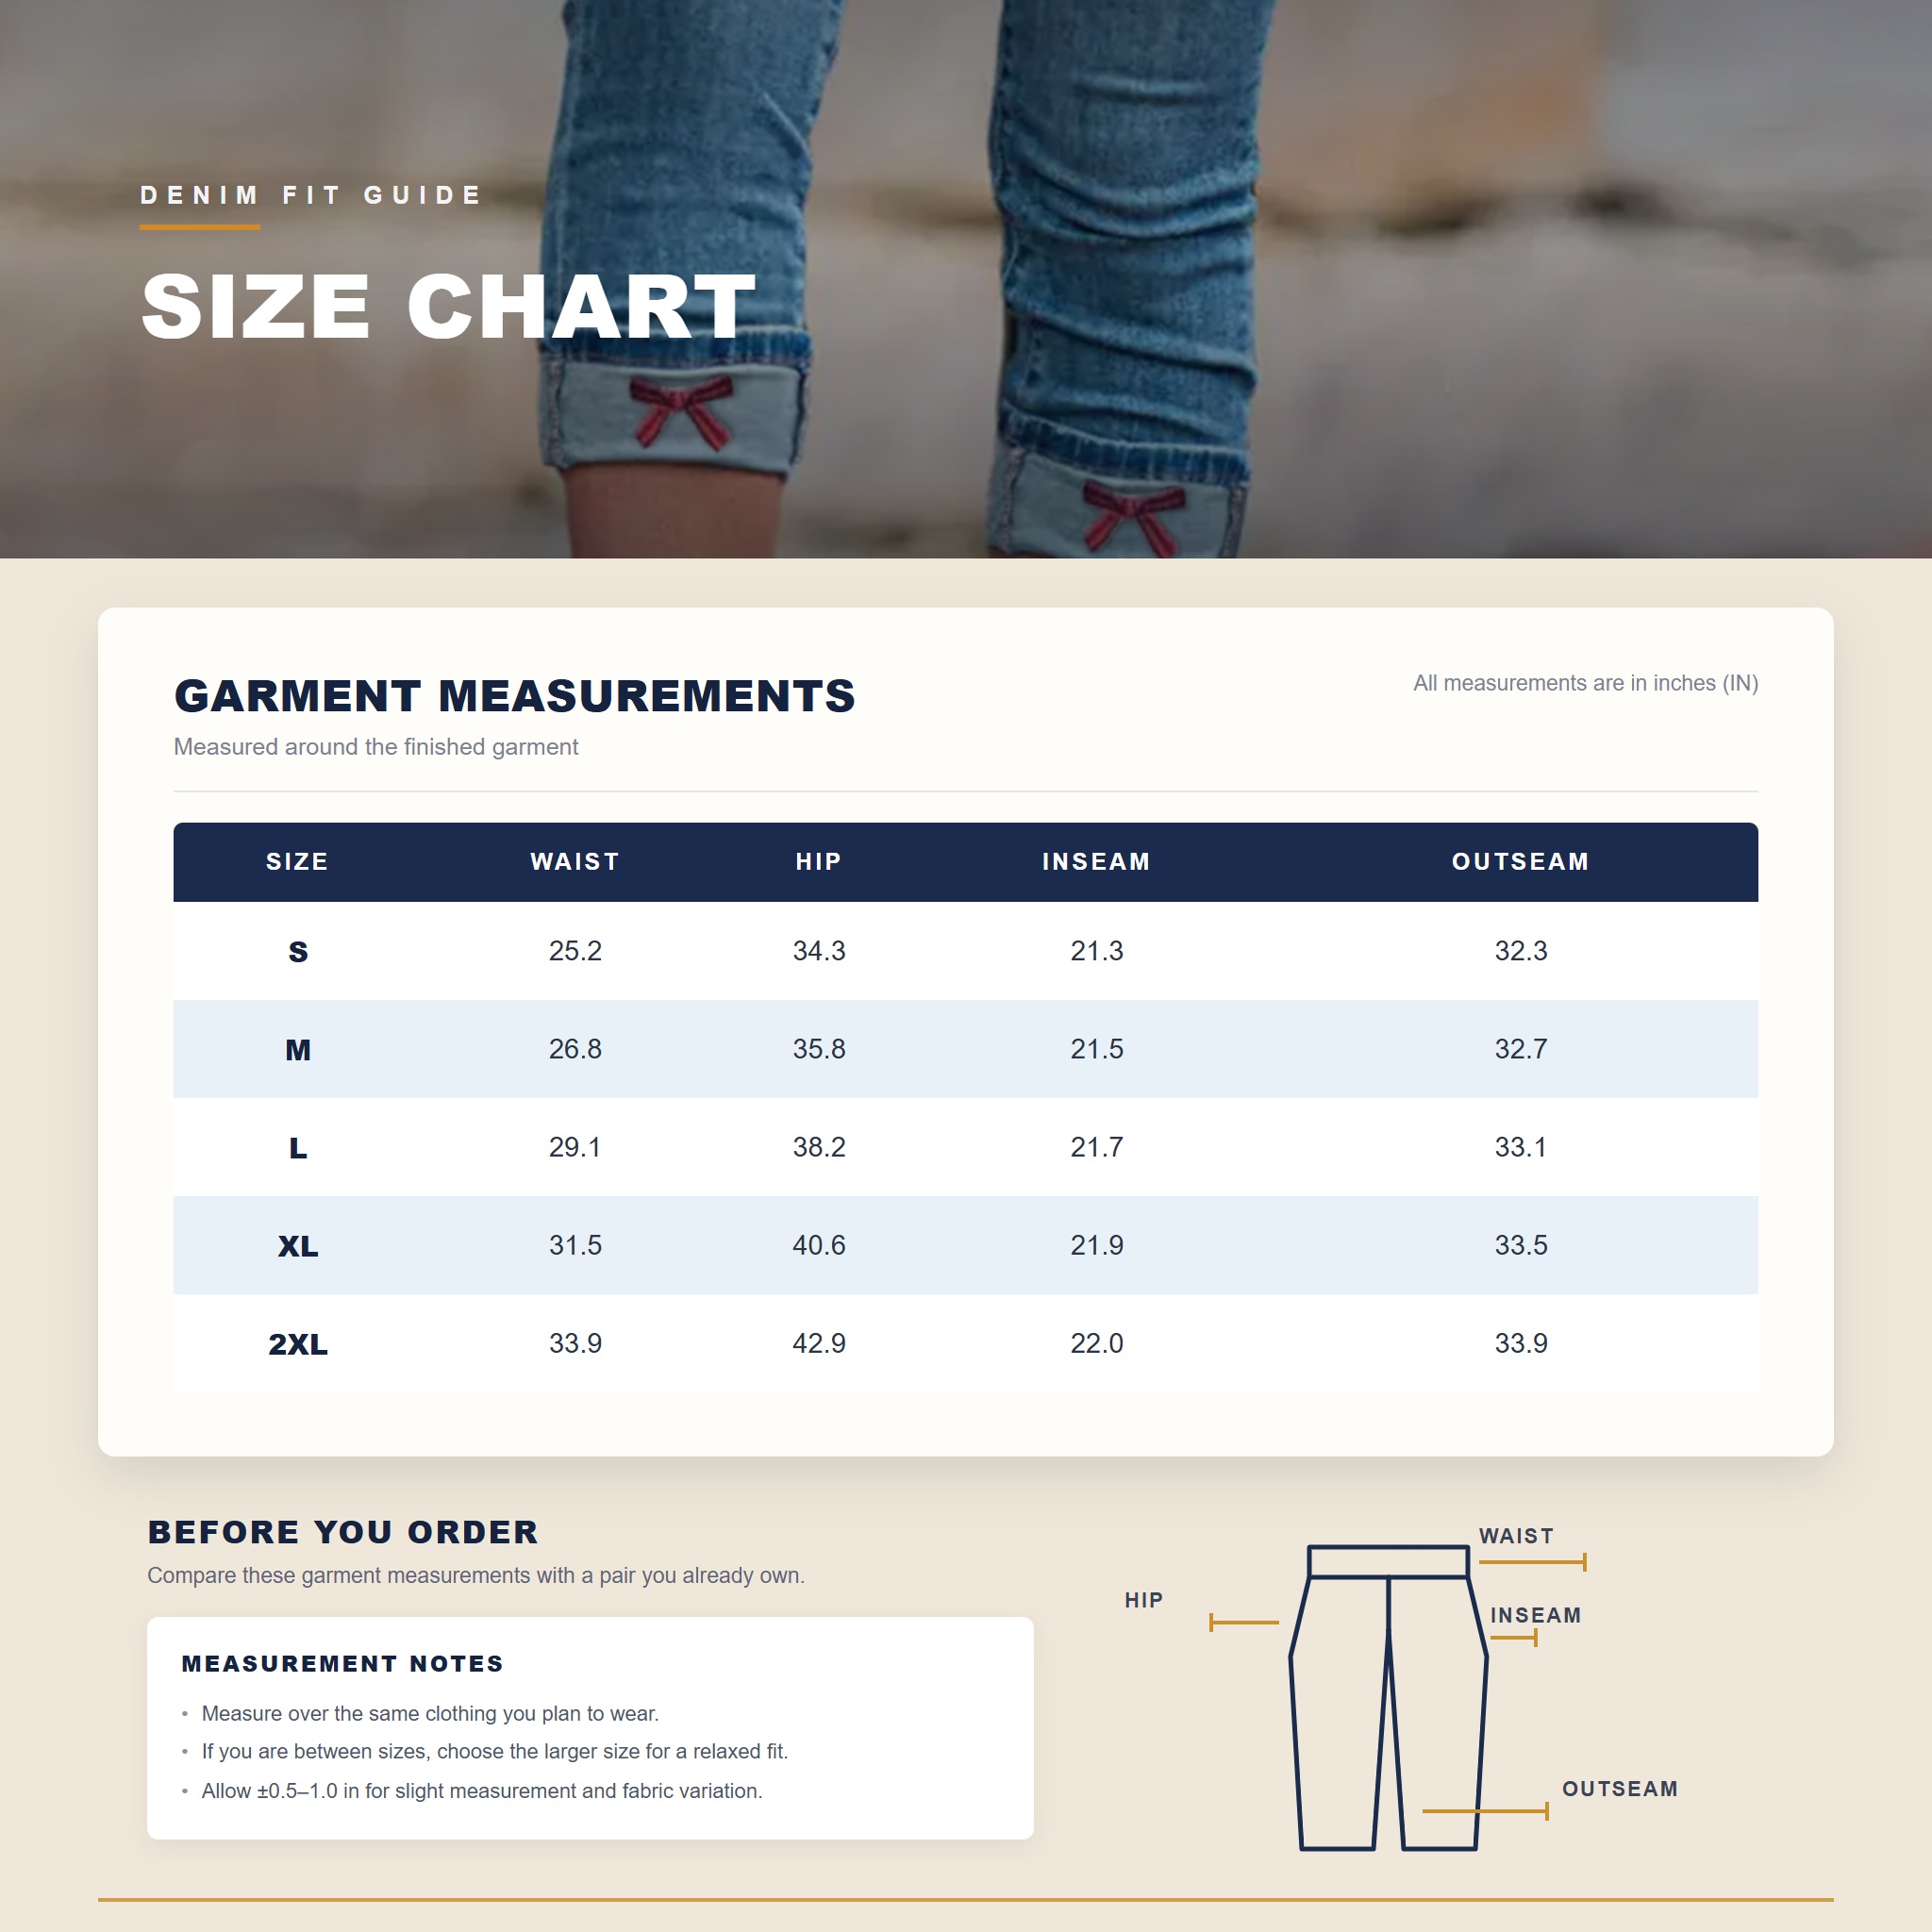 DENIM FIT GUIDE
SIZE CHART
GARMENT MEASUREMENTS
All measurements are in inches (IN)
Measured around the finished garment
SIZE WAIST HIP INSEAM OUTSEAM
S 25.2 34.3 21.3 32.3
M 26.8 35.8 21.5 32.7
L 29.1 38.2 21.7 33.1
XL 31.5 40.6 21.9 33.5
2XL 33.9 42.9 22.0 33.9
BEFORE YOU ORDER
Compare these garment measurements with a pair you already own.
MEASUREMENT NOTES
• Measure over the same clothing you plan to wear.
• If you are between sizes, choose the larger size for a relaxed fit.
• Allow ±0.5–1.0 in for slight measurement and fabric variation.
WAIST
HIP
INSEAM
OUTSEAM